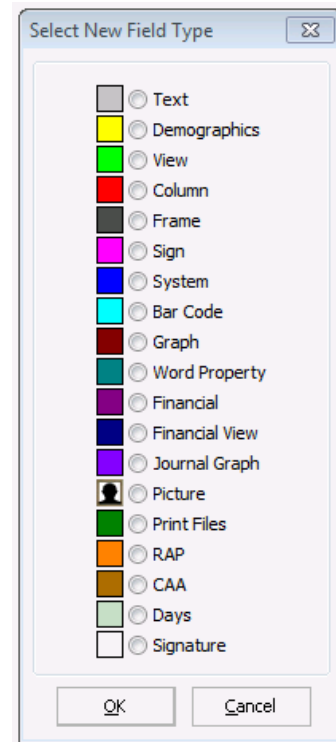 Select New Field Type
Text
Demographics
View
Column
Frame
Sign
System
Bar Code
Graph
Word Property
Financial
Financial View
Journal Graph
Picture
Print Files
RAP
CAA
Days
Signature
OK Cancel